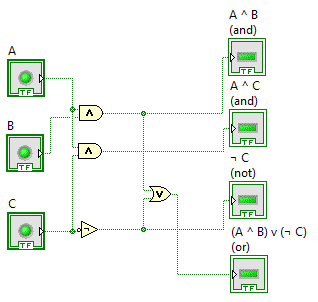 A ^ B
(and)
A
TF
TF
A ^ C
(and)
B
^
TF
TF
^
¬ C
(not)
C
v
TF
TF
¬
(A ^ B) v (¬ C)
(or)
TF